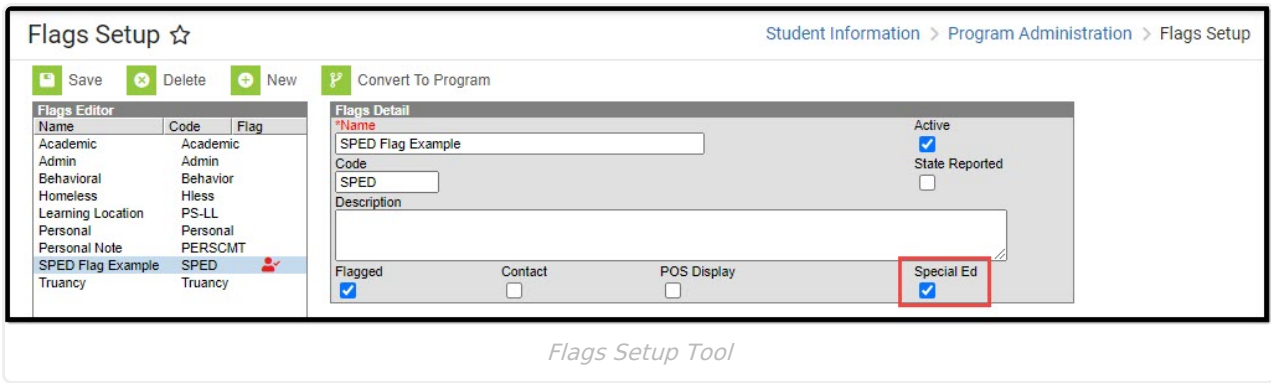 Flags Setup
Student Information > Program Administration > Flags Setup
Save Delete New Convert To Program
Flags Editor
Name Code Flag
Academic Academic
Admin Admin
Behavioral Behavior
Homeless Hless
Learning Location PS-LL
Personal Personal
Personal Note PERSCMT
SPED Flag Example SPED
Truancy Truancy
Flags Detail
*Name Active
SPED Flag Example
Code State Reported
SPED
Description
Flagged Contact POS Display Special Ed
Flags Setup Tool